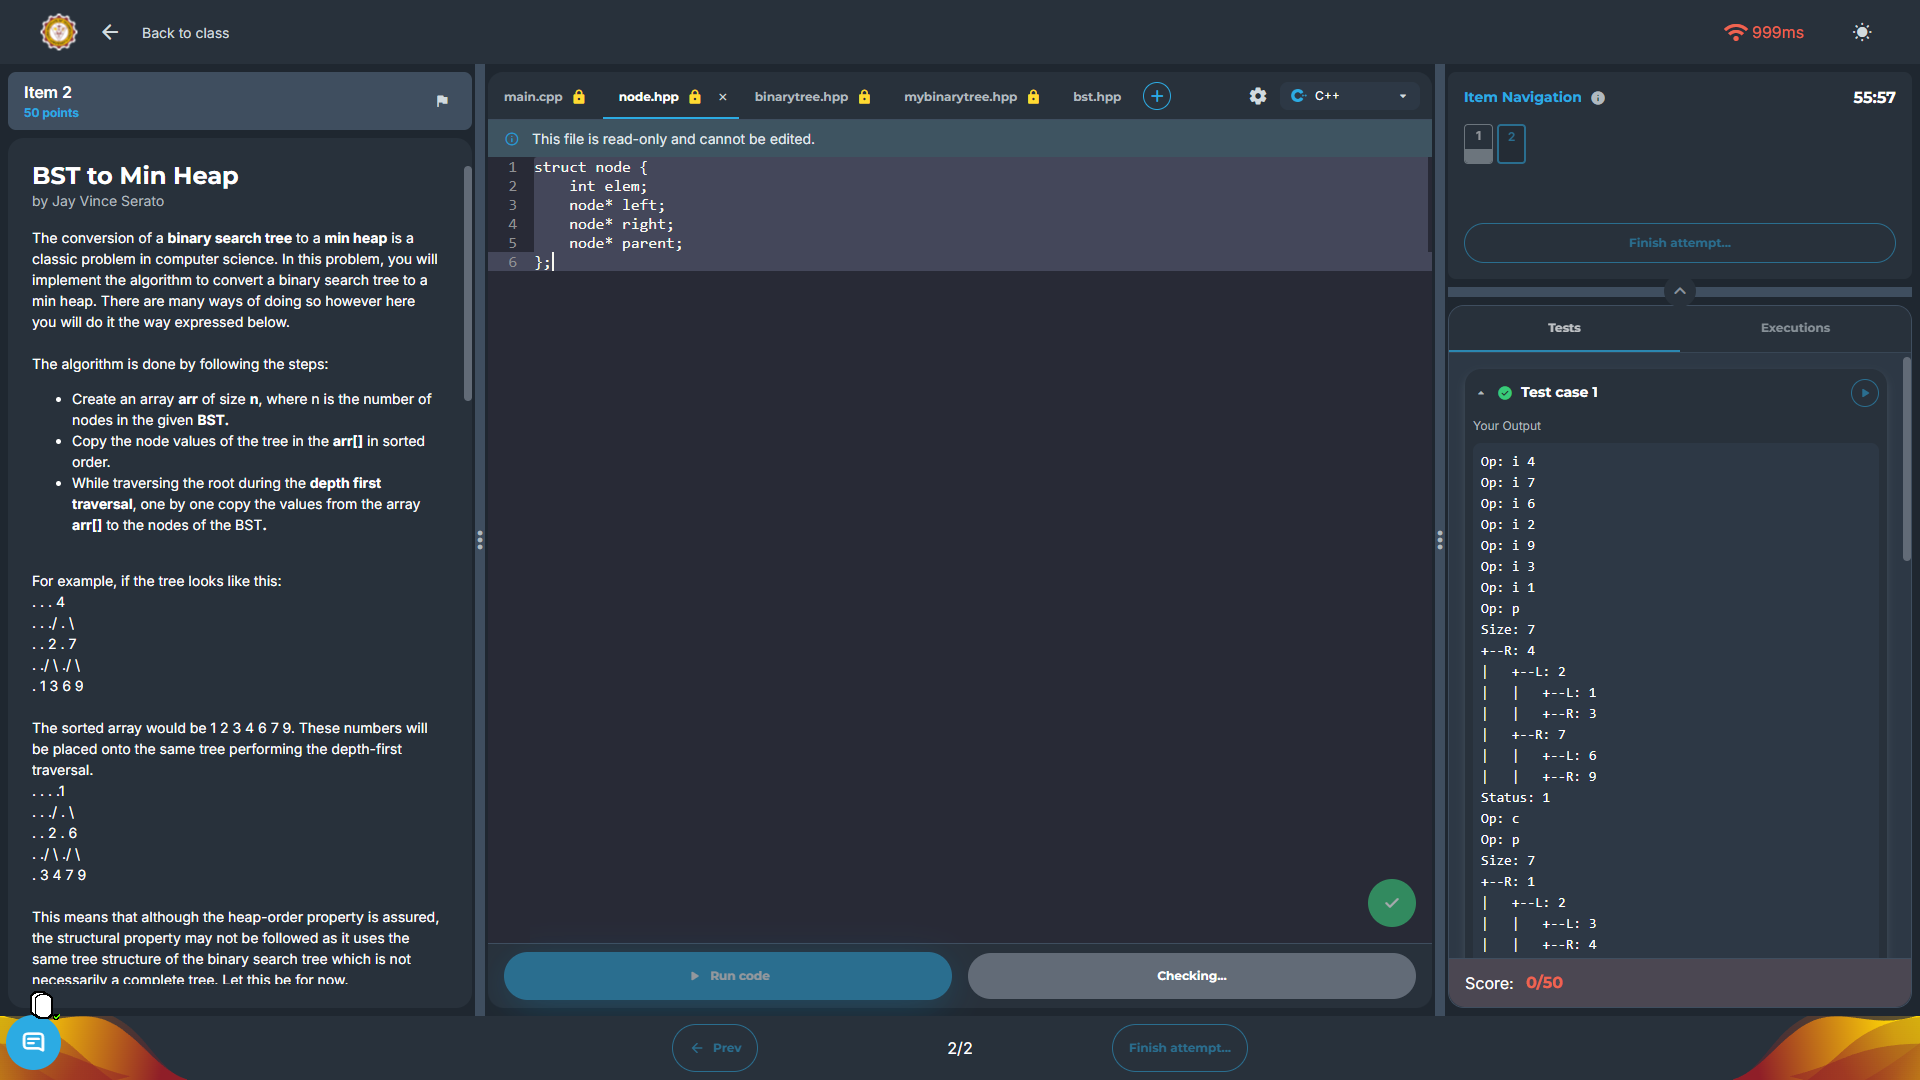 Back to class
999ms
Item 2
50 points
BST to Min Heap
by Jay Vince Serato
The conversion of a binary search tree to a min heap is a
classic problem in computer science. In this problem, you will
implement the algorithm to convert a binary search tree to a
min heap. There are many ways of doing so however here
you will do it the way expressed below.
The algorithm is done by following the steps:
• Create an array arr of size n, where n is the number of
nodes in the given BST.
• Copy the node values of the tree in the arr[] in sorted
order.
• While traversing the root during the depth first
traversal, one by one copy the values from the array
arr[] to the nodes of the BST.
For example, if the tree looks like this:
. . . 4
. . ./ . \
. . 2 . 7
. ./ \ ./ \
. 1 3 6 9
The sorted array would be 1 2 3 4 6 7 9. These numbers will
be placed onto the same tree performing the depth-first
traversal.
. . . .1
. . ./ . \
. . 2 . 6
. ./ \ ./ \
. 3 4 7 9
This means that although the heap-order property is assured,
the structural property may not be followed as it uses the
same tree structure of the binary search tree which is not
necessarily a complete tree. Let this be for now.
main.cpp
node.hpp
binarytree.hpp
mybinarytree.hpp
bst.hpp
C++
This file is read-only and cannot be edited.
1 struct node {
2     int elem;
3     node* left;
4     node* right;
5     node* parent;
6 };
Run code
Checking...
Item Navigation
55:57
1
2
Finish attempt...
Tests
Executions
Test case 1
Your Output
Op: i 4
Op: i 7
Op: i 6
Op: i 2
Op: i 9
Op: i 3
Op: i 1
Op: p
Size: 7
+--R: 4
|   +--L: 2
|   |   +--L: 1
|   |   +--R: 3
|   +--R: 7
|   |   +--L: 6
|   |   +--R: 9
Status: 1
Op: c
Op: p
Size: 7
+--R: 1
|   +--L: 2
|   |   +--L: 3
|   |   +--R: 4
Score: 0/50
Prev
2/2
Finish attempt...